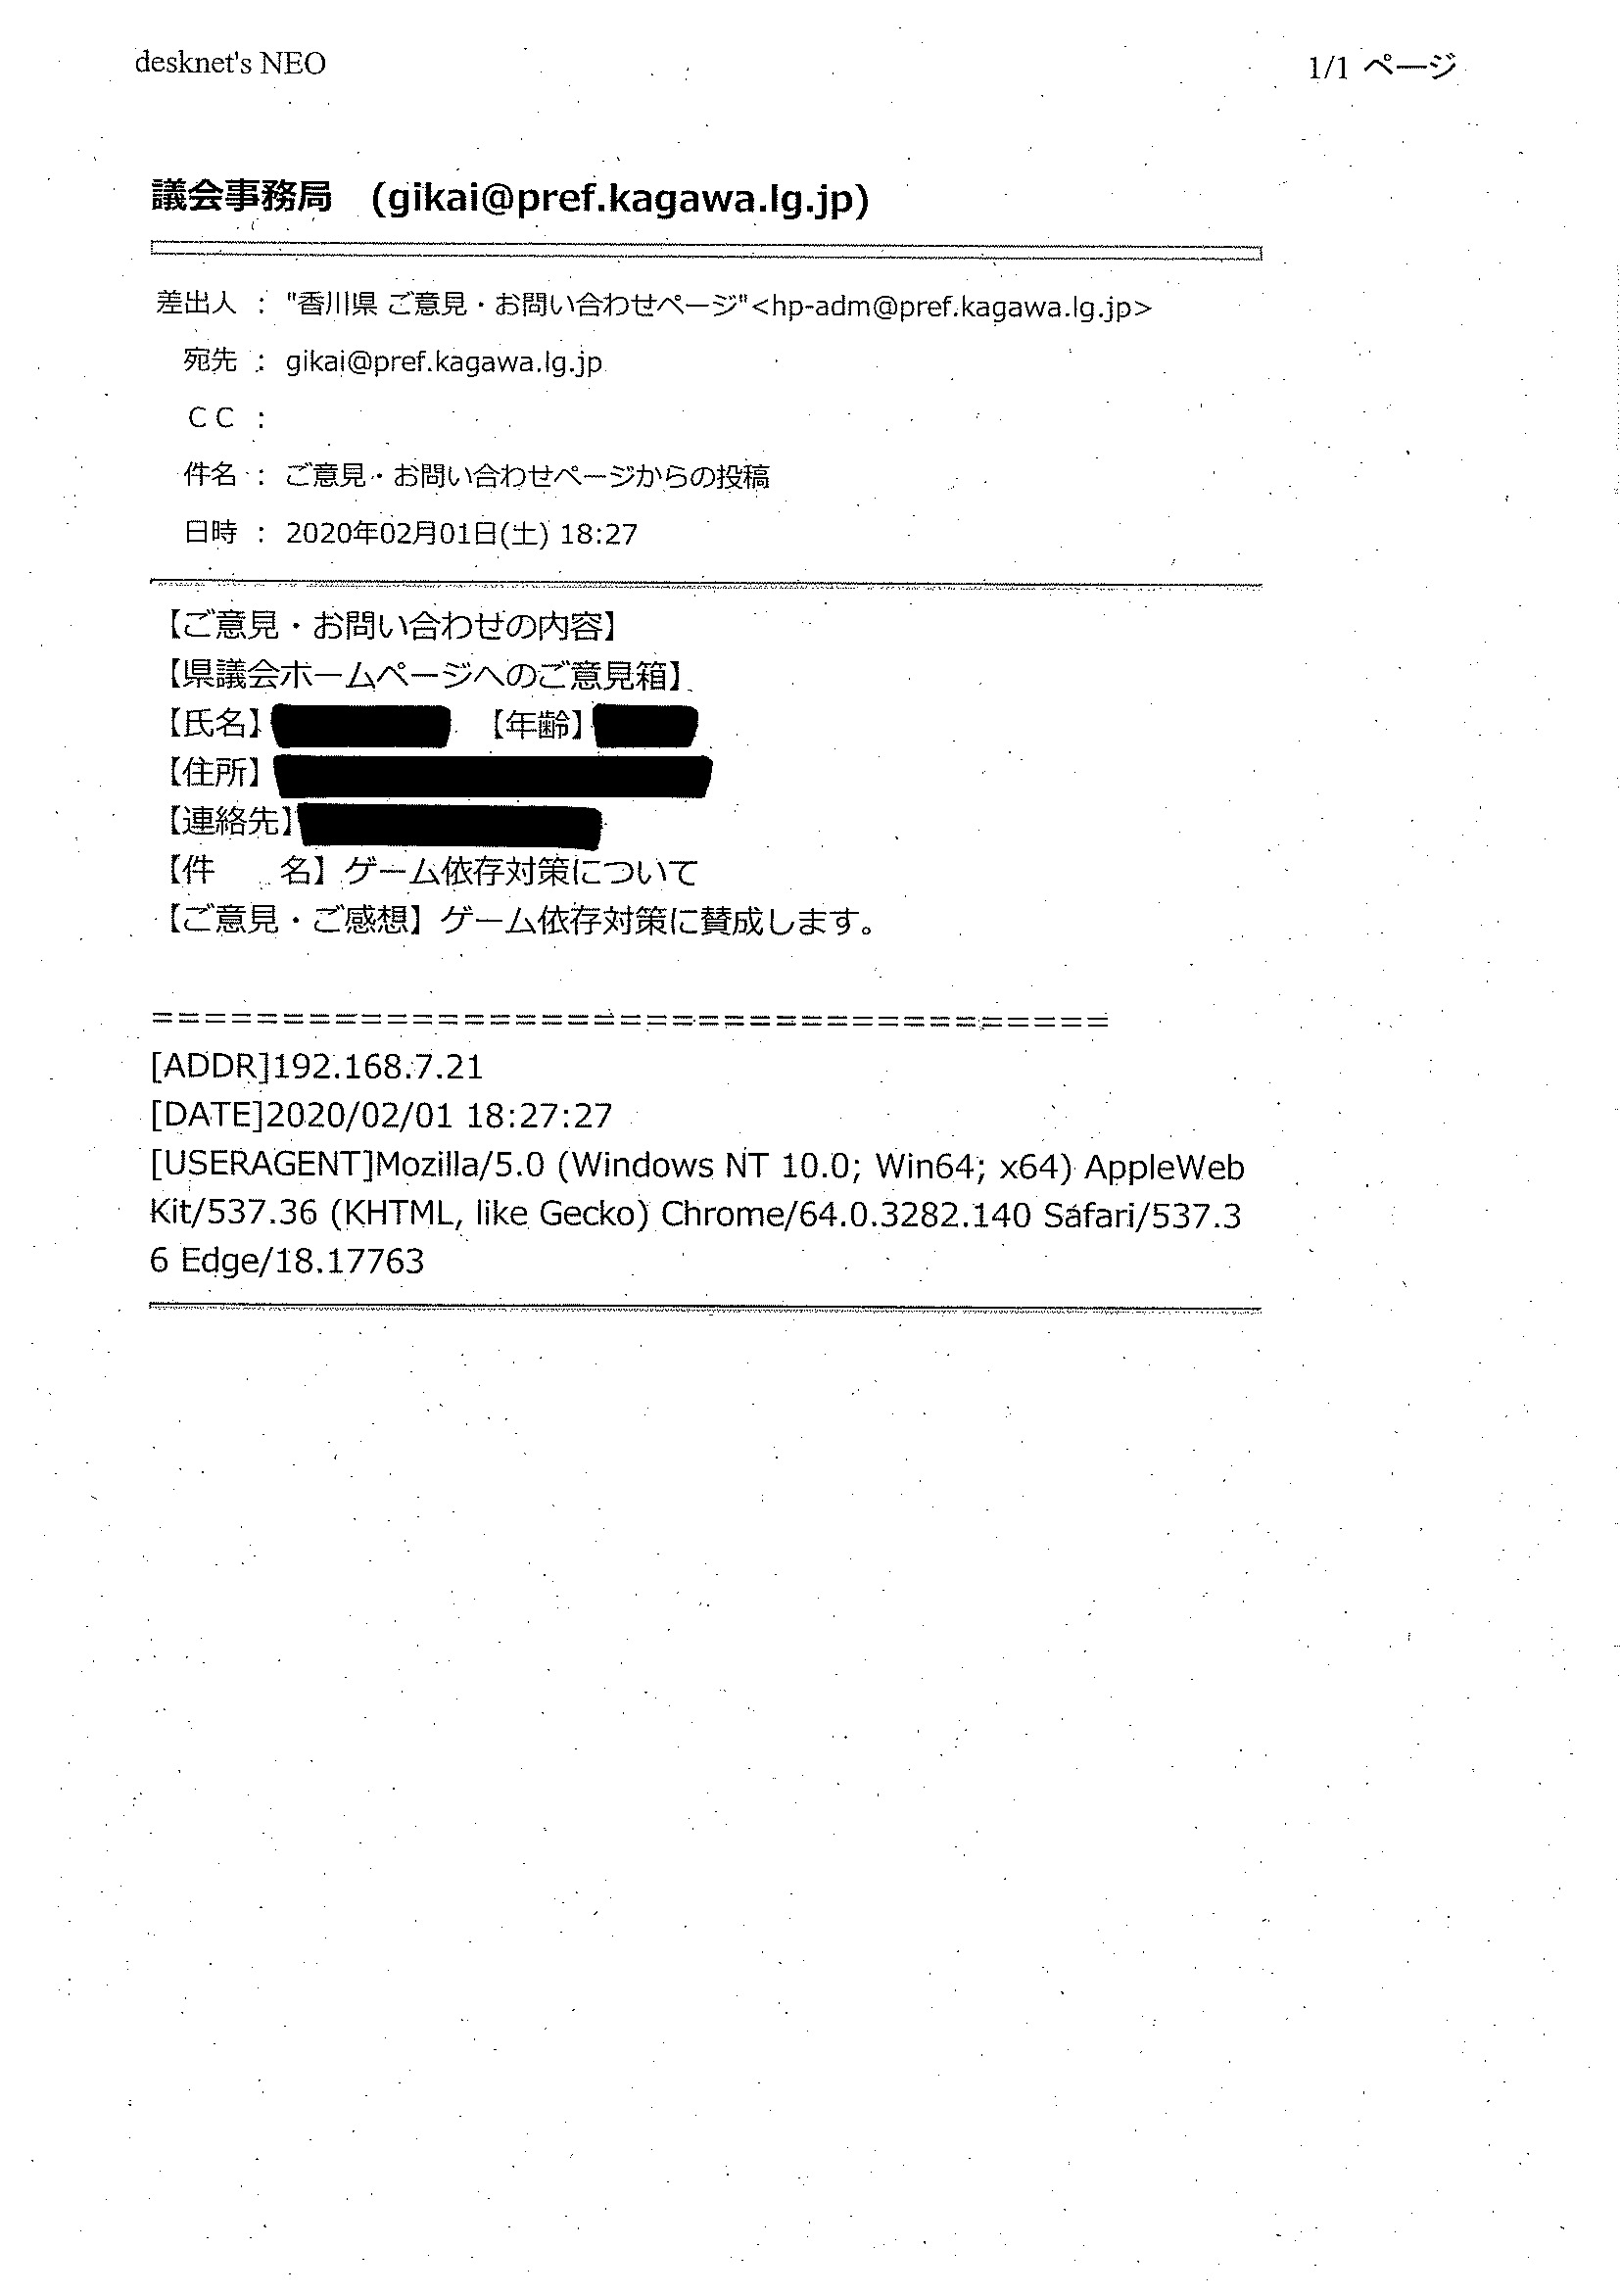 desknet's NEO
1/1 ページ
議会事務局 (gikai@pref.kagawa.lg.jp)
差出人 : "香川県 ご意見・お問い合わせページ"<hp-adm@pref.kagawa.lg.jp>
宛先 : gikai@pref.kagawa.lg.jp
ＣＣ :
件名 : ご意見・お問い合わせページからの投稿
日時 : 2020年02月01日(土) 18:27
【ご意見・お問い合わせの内容】
【県議会ホームページへのご意見箱】
【氏名】 【年齢】
【住所】
【連絡先】
【件　　名】ゲーム依存対策について
【ご意見・ご感想】ゲーム依存対策に賛成します。
=====================================
[ADDR]192.168.7.21
[DATE]2020/02/01 18:27:27
[USERAGENT]Mozilla/5.0 (Windows NT 10.0; Win64; x64) AppleWeb
Kit/537.36 (KHTML, like Gecko) Chrome/64.0.3282.140 Safari/537.3
6 Edge/18.17763